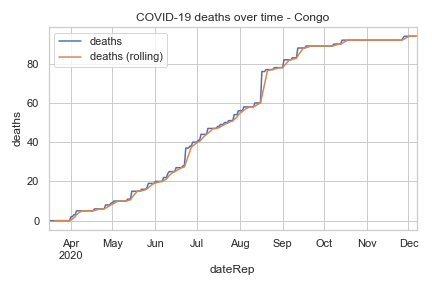 COVID-19 deaths over time - Congo
deaths
deaths (rolling)
deaths
80
60
40
20
0
Apr
2020
May
Jun
Jul
Aug
Sep
Oct
Nov
Dec
dateRep